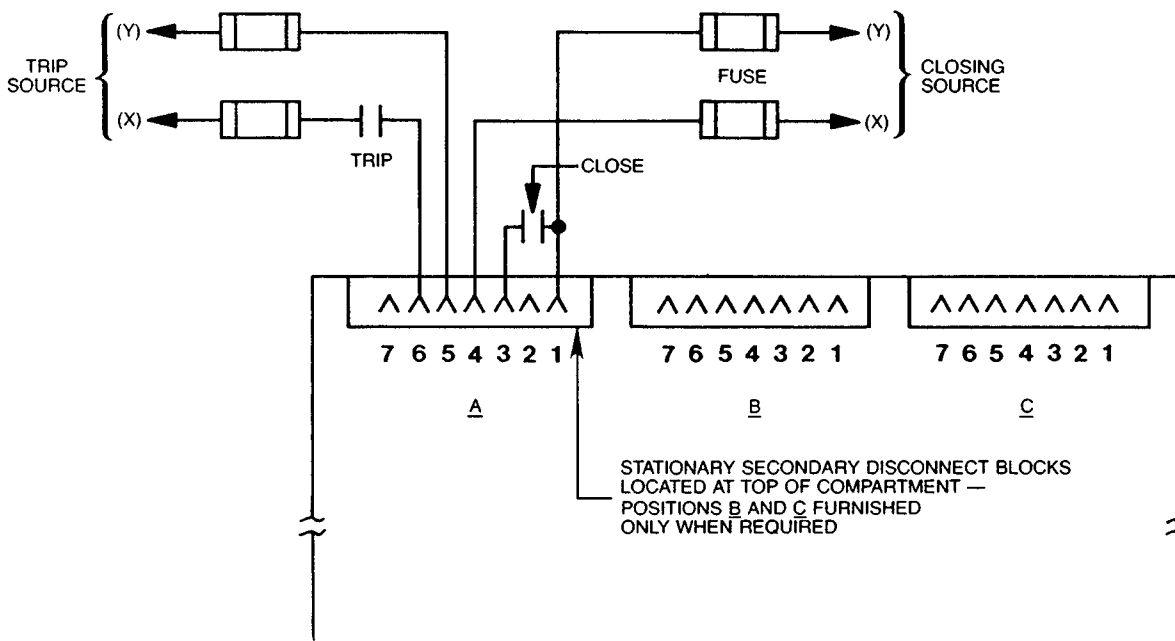 (Y)
(Y)
TRIP
SOURCE
FUSE
CLOSING
SOURCE
(X)
(X)
TRIP
CLOSE
7 6 5 4 3 2 1
7 6 5 4 3 2 1
7 6 5 4 3 2 1
A
B
C
STATIONARY SECONDARY DISCONNECT BLOCKS
LOCATED AT TOP OF COMPARTMENT —
POSITIONS B AND C FURNISHED
ONLY WHEN REQUIRED